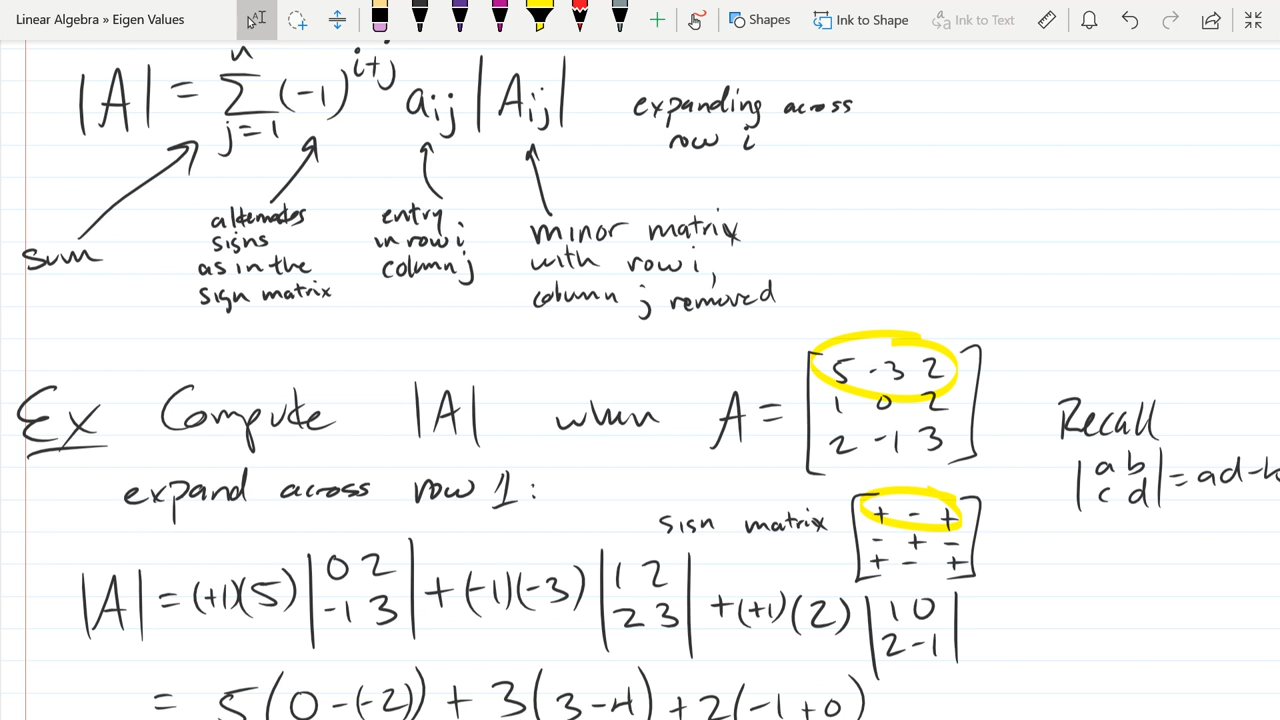 Linear Algebra » Eigen Values
Shapes
Ink to Shape
Ink to Text
|A| = n Σ j=1 (-1)^i+j aij |Aij|
expanding across
row i
sum
alternates
signs
as in the
sign matrix
entry
in row i
column j
minor matrix
with row i,
column j removed
Ex Compute |A| when A = [
5 -3 2
1 0 2
2 -1 3
]
Recall
|a b
c d| = ad-
expand across row 1:
sign matrix
+ - +
- + -
+ - +
|A| = (+1)(5) |0 2
-1 3| + (-1)(-3) |1 2
2 3| + (+1)(2) |1 0
2 -1|
= 5(0-(-2)) + 3(3-4) + 2(-1+0)